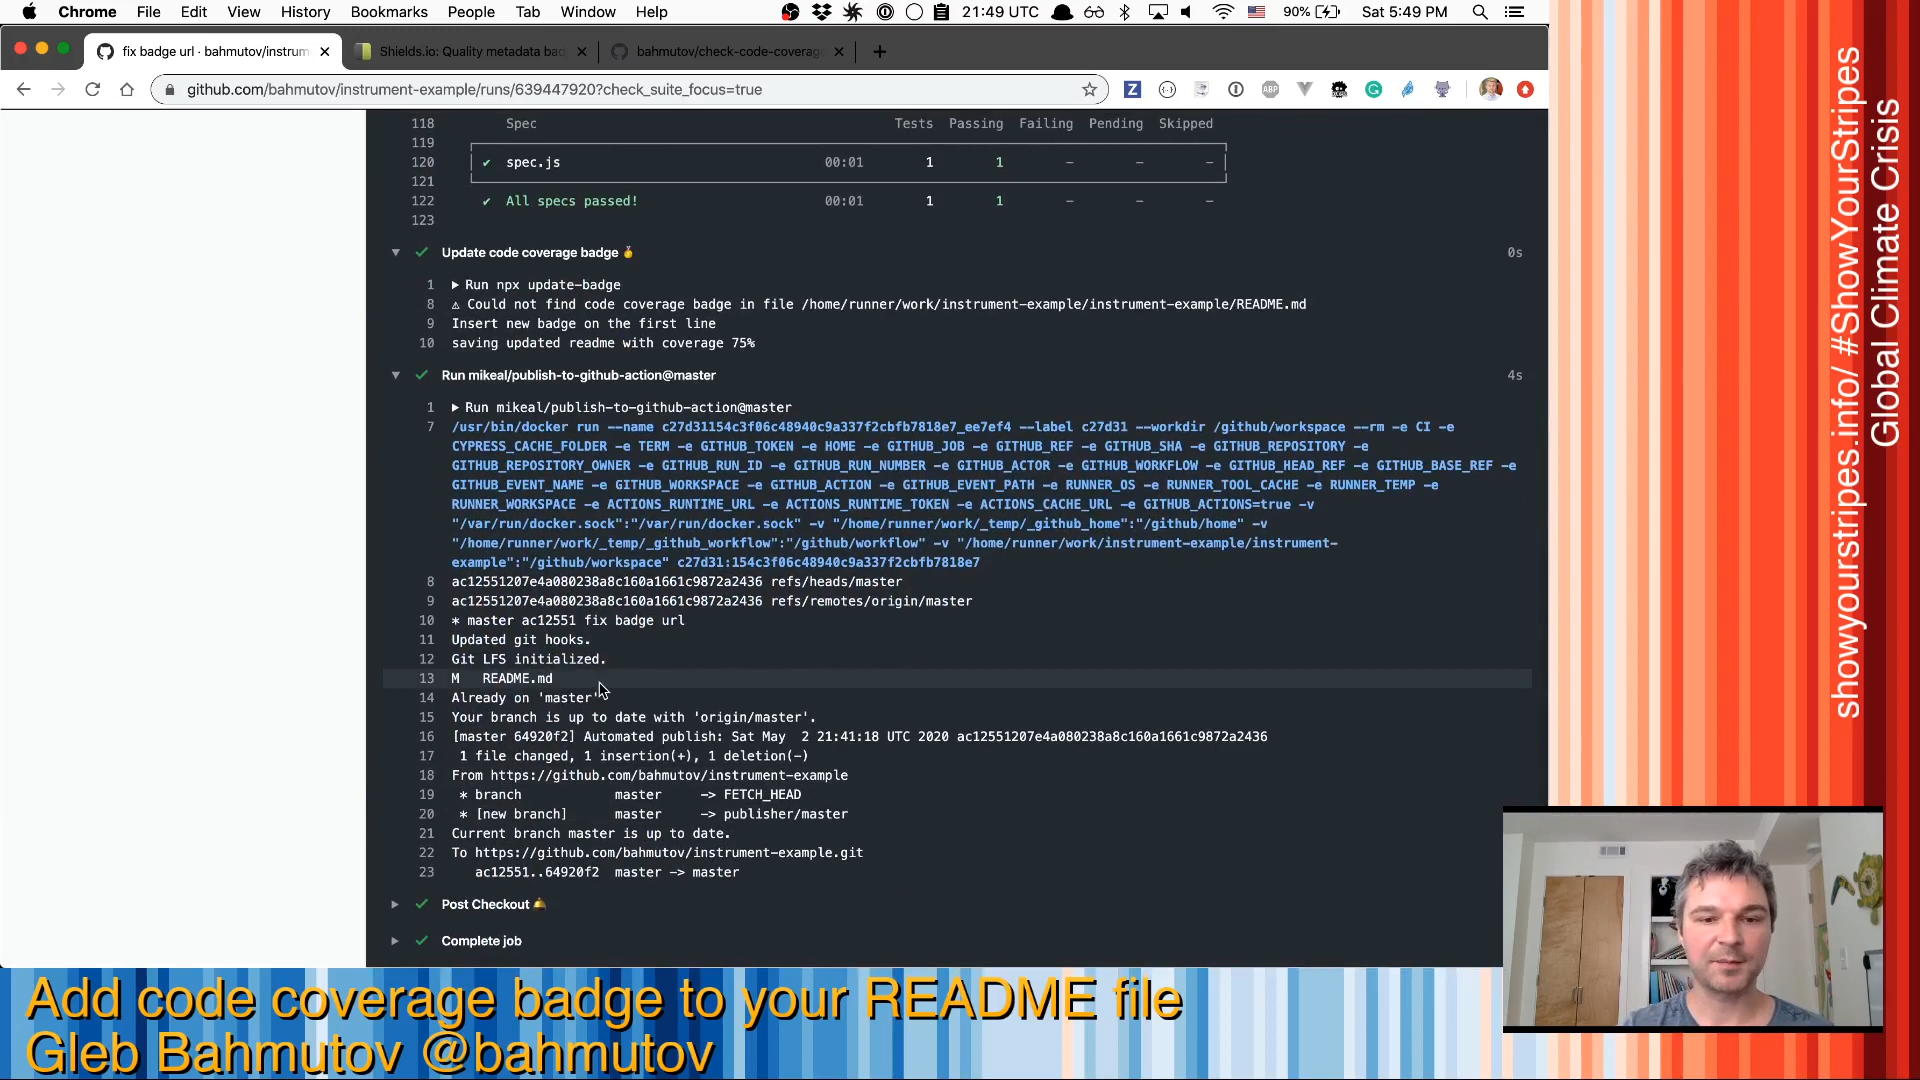 Chrome File Edit View History Bookmarks People Tab Window Help 21:49 UTC 90% Sat 5:49 PM
fix badge url · bahmutov/instrum Shields.io: Quality metadata bad bahmutov/check-code-coverag
github.com/bahmutov/instrument-example/runs/639447920?check_suite_focus=true
118 Spec Tests Passing Failing Pending Skipped
119
120 ✔ spec.js 00:01 1 1 – – –
121
122 ✔ All specs passed! 00:01 1 1 – – –
123
Update code coverage badge 🥇 0s
1 ▶ Run npx update-badge
8 ⚠ Could not find code coverage badge in file /home/runner/work/instrument-example/instrument-example/README.md
9 Insert new badge on the first line
10 saving updated readme with coverage 75%
Run mikeal/publish-to-github-action@master 4s
1 ▶ Run mikeal/publish-to-github-action@master
7 /usr/bin/docker run --name c27d31154c3f06c48940c9a337f2cbfb7818e7_ee7ef4 --label c27d31 --workdir /github/workspace --rm -e CI -e
CYPRESS_CACHE_FOLDER -e TERM -e GITHUB_TOKEN -e HOME -e GITHUB_JOB -e GITHUB_REF -e GITHUB_SHA -e GITHUB_REPOSITORY -e
GITHUB_REPOSITORY_OWNER -e GITHUB_RUN_ID -e GITHUB_RUN_NUMBER -e GITHUB_ACTOR -e GITHUB_WORKFLOW -e GITHUB_HEAD_REF -e GITHUB_BASE_REF -e
GITHUB_EVENT_NAME -e GITHUB_WORKSPACE -e GITHUB_ACTION -e GITHUB_EVENT_PATH -e RUNNER_OS -e RUNNER_TOOL_CACHE -e RUNNER_TEMP -e
RUNNER_WORKSPACE -e ACTIONS_RUNTIME_URL -e ACTIONS_RUNTIME_TOKEN -e ACTIONS_CACHE_URL -e GITHUB_ACTIONS=true -v
"/var/run/docker.sock":"/var/run/docker.sock" -v "/home/runner/work/_temp/_github_home":"/github/home" -v
"/home/runner/work/_temp/_github_workflow":"/github/workflow" -v "/home/runner/work/instrument-example/instrument-
example":"/github/workspace" c27d31:154c3f06c48940c9a337f2cbfb7818e7
8 ac12551207e4a080238a8c160a1661c9872a2436 refs/heads/master
9 ac12551207e4a080238a8c160a1661c9872a2436 refs/remotes/origin/master
10 * master ac12551 fix badge url
11 Updated git hooks.
12 Git LFS initialized.
13 M README.md
14 Already on 'master'
15 Your branch is up to date with 'origin/master'.
16 [master 64920f2] Automated publish: Sat May 2 21:41:18 UTC 2020 ac12551207e4a080238a8c160a1661c9872a2436
17 1 file changed, 1 insertion(+), 1 deletion(-)
18 From https://github.com/bahmutov/instrument-example
19 * branch master -> FETCH_HEAD
20 * [new branch] master -> publisher/master
21 Current branch master is up to date.
22 To https://github.com/bahmutov/instrument-example.git
23 ac12551..64920f2 master -> master
Post Checkout 🛎
Complete job
Add code coverage badge to your README file
Gleb Bahmutov @bahmutov
showyourstripes.info/ #ShowYourStripes
Global Climate Crisis